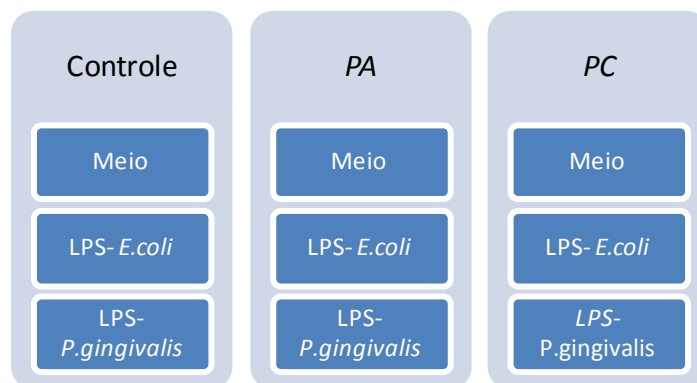 Controle
Meio
LPS- E.coli
LPS-
P.gingivalis
PA
Meio
LPS- E.coli
LPS-
P.gingivalis
PC
Meio
LPS- E.coli
LPS-
P.gingivalis